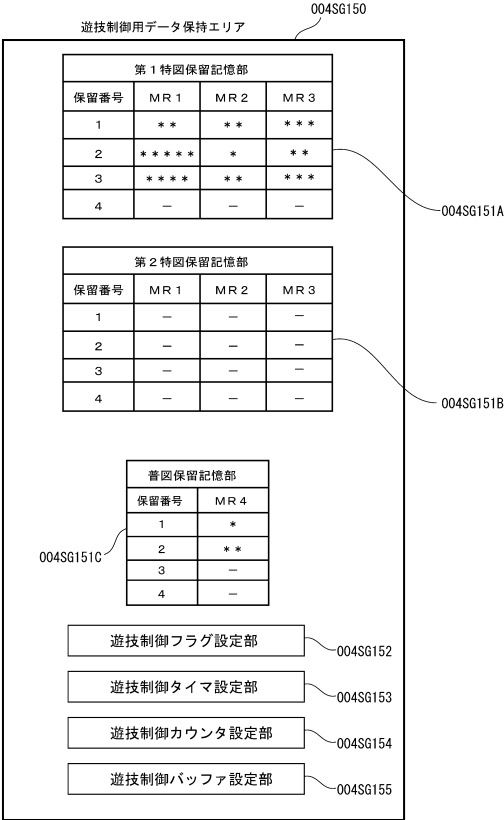 004SG150
遊技制御用データ保持エリア
第1特図保留記憶部
保留番号 MR1 MR2 MR3
1 ** ** ***
2 ***** * **
3 **** ** ***
4 － － －
004SG151A
第2特図保留記憶部
保留番号 MR1 MR2 MR3
1 － － －
2 － － －
3 － － －
4 － － －
004SG151B
普図保留記憶部
保留番号 MR4
1 *
2 **
3 －
4 －
004SG151C
遊技制御フラグ設定部 004SG152
遊技制御タイマ設定部 004SG153
遊技制御カウンタ設定部 004SG154
遊技制御バッファ設定部 004SG155